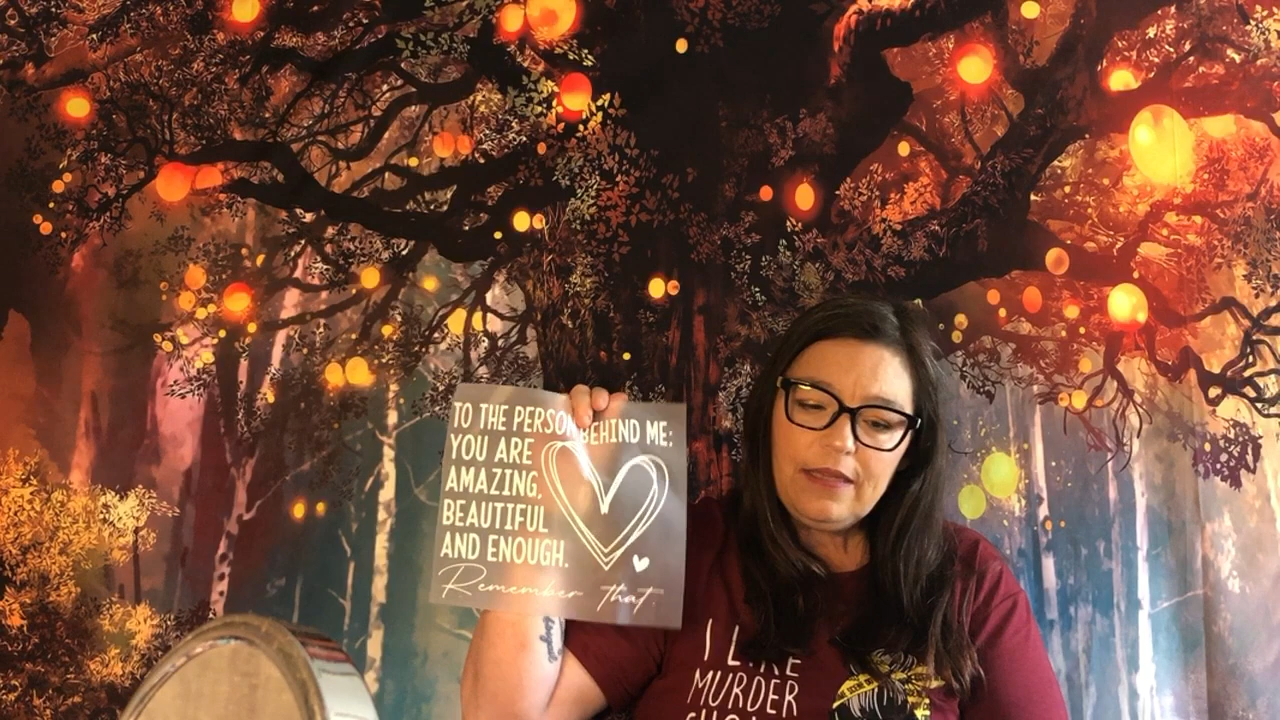 TO THE PERSON BEHIND ME:
YOU ARE
AMAZING,
BEAUTIFUL
AND ENOUGH.
Remember that.
I LIKE
MURDER